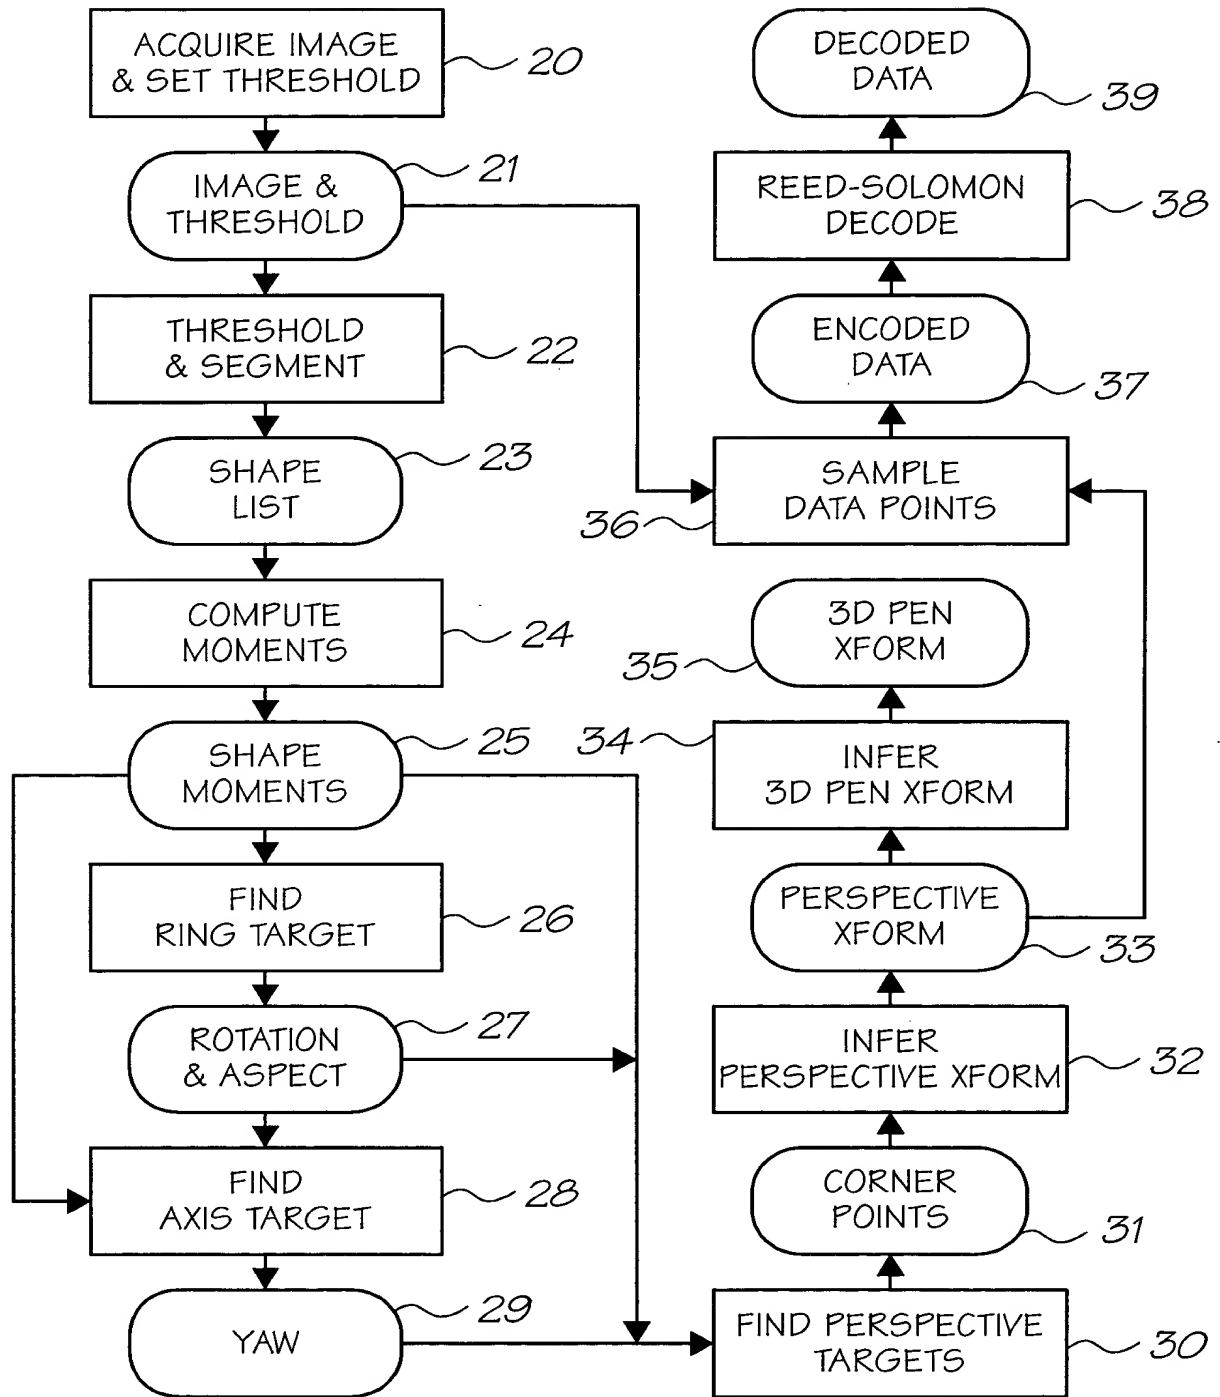 ACQUIRE IMAGE
& SET THRESHOLD
20
IMAGE &
THRESHOLD
21
THRESHOLD
& SEGMENT
22
SHAPE
LIST
23
COMPUTE
MOMENTS
24
SHAPE
MOMENTS
25
FIND
RING TARGET
26
ROTATION
& ASPECT
27
FIND
AXIS TARGET
28
YAW
29
DECODED
DATA
39
REED-SOLOMON
DECODE
38
ENCODED
DATA
37
SAMPLE
DATA POINTS
36
3D PEN
XFORM
35
INFER
3D PEN XFORM
34
PERSPECTIVE
XFORM
33
INFER
PERSPECTIVE XFORM
32
CORNER
POINTS
31
FIND PERSPECTIVE
TARGETS
30